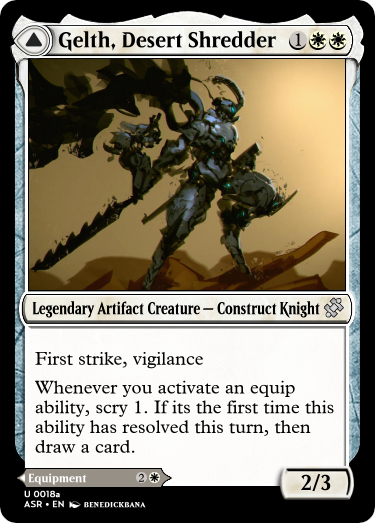 Gelth, Desert Shredder 1
Legendary Artifact Creature — Construct Knight
First strike, vigilance
Whenever you activate an equip
ability, scry 1. If its the first time this
ability has resolved this turn, then
draw a card.
Equipment 2
2/3
U 0018a
ASR • EN BENEDICKBANA